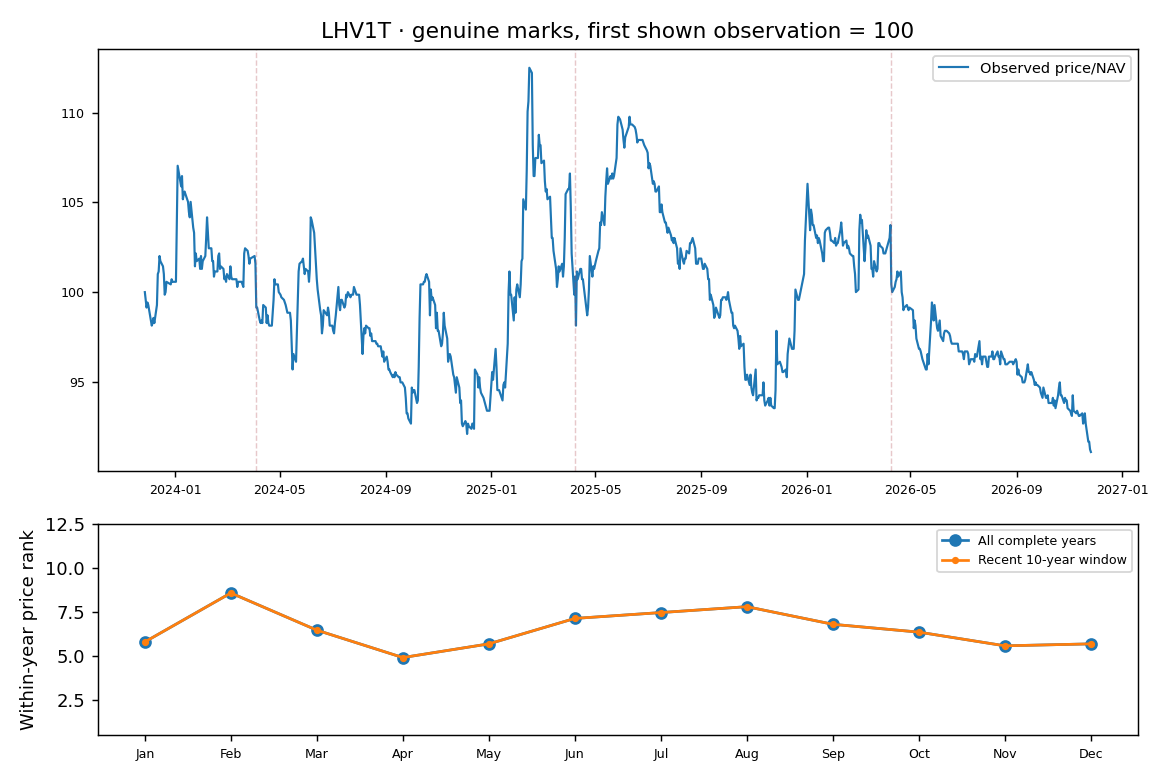 LHV1T · genuine marks, first shown observation = 100
Observed price/NAV
110
105
100
95
2024-01 2024-05 2024-09 2025-01 2025-05 2025-09 2026-01 2026-05 2026-09 2027-01
Within-year price rank
12.5
10.0
7.5
5.0
2.5
All complete years
Recent 10-year window
Jan Feb Mar Apr May Jun Jul Aug Sep Oct Nov Dec